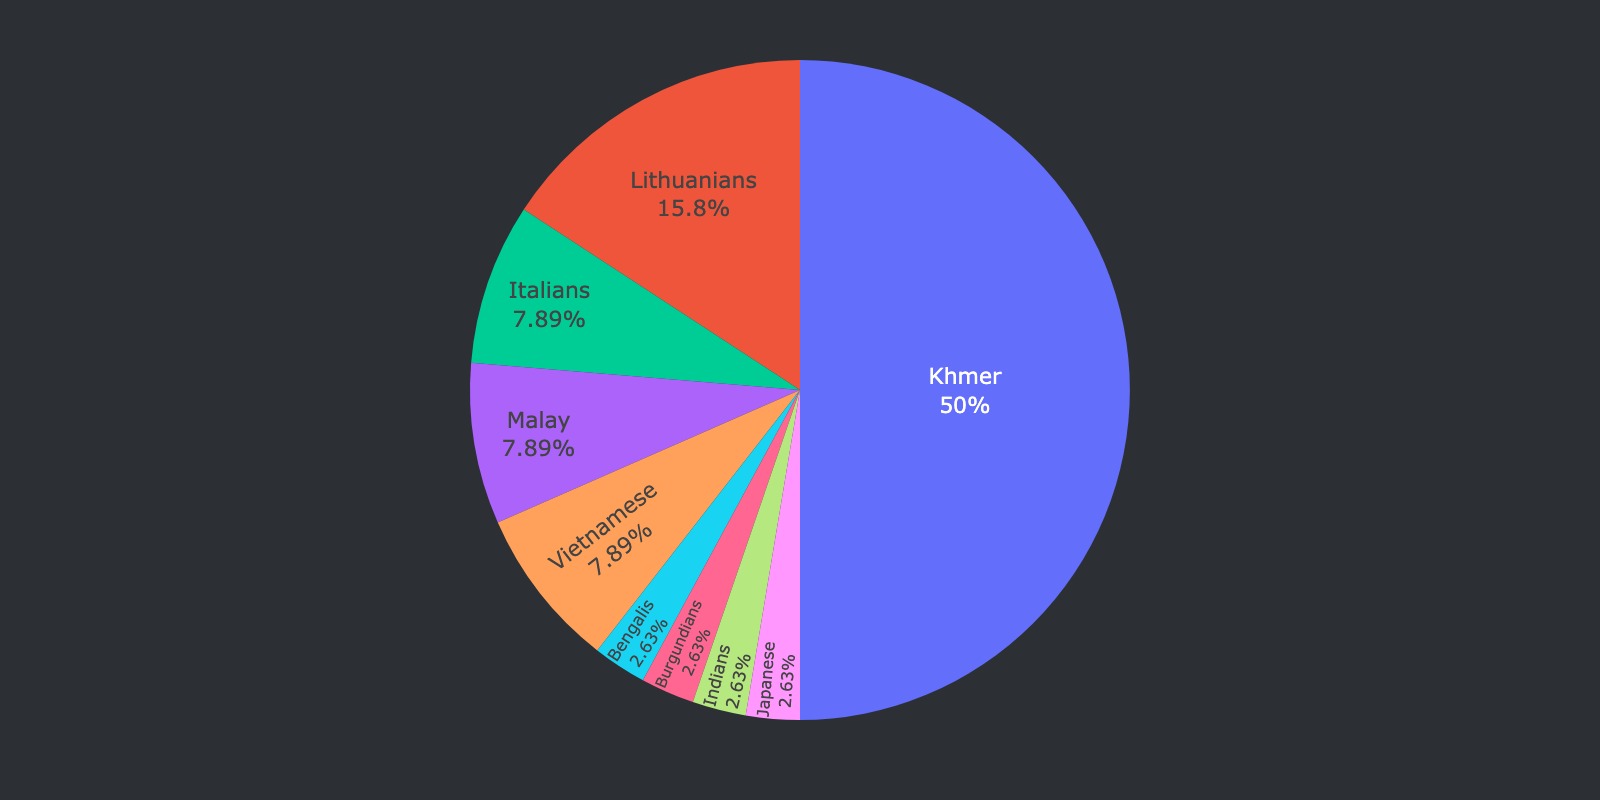 Lithuanians
15.8%
Italians
7.89%
Khmer
50%
Malay
7.89%
Vietnamese
7.89%
Bengalis
2.63%
Burgundians
2.63%
Indians
2.63%
Japanese
2.63%